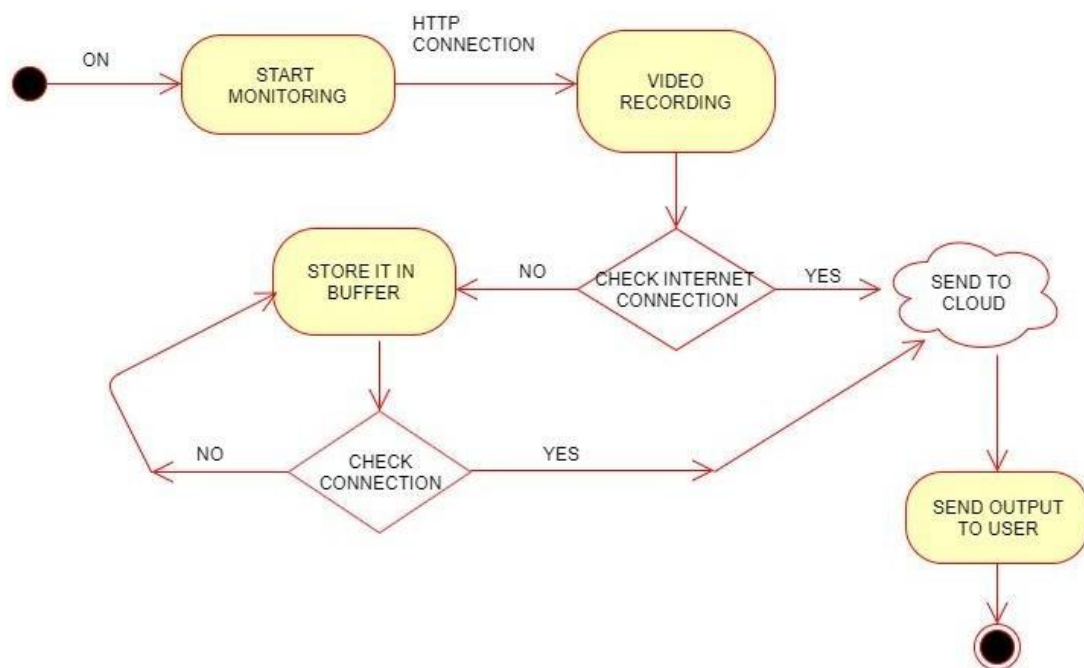 ON
START
MONITORING
HTTP
CONNECTION
VIDEO
RECORDING
STORE IT IN
BUFFER
NO
CHECK INTERNET
CONNECTION
YES
SEND TO
CLOUD
NO
CHECK
CONNECTION
YES
SEND OUTPUT
TO USER